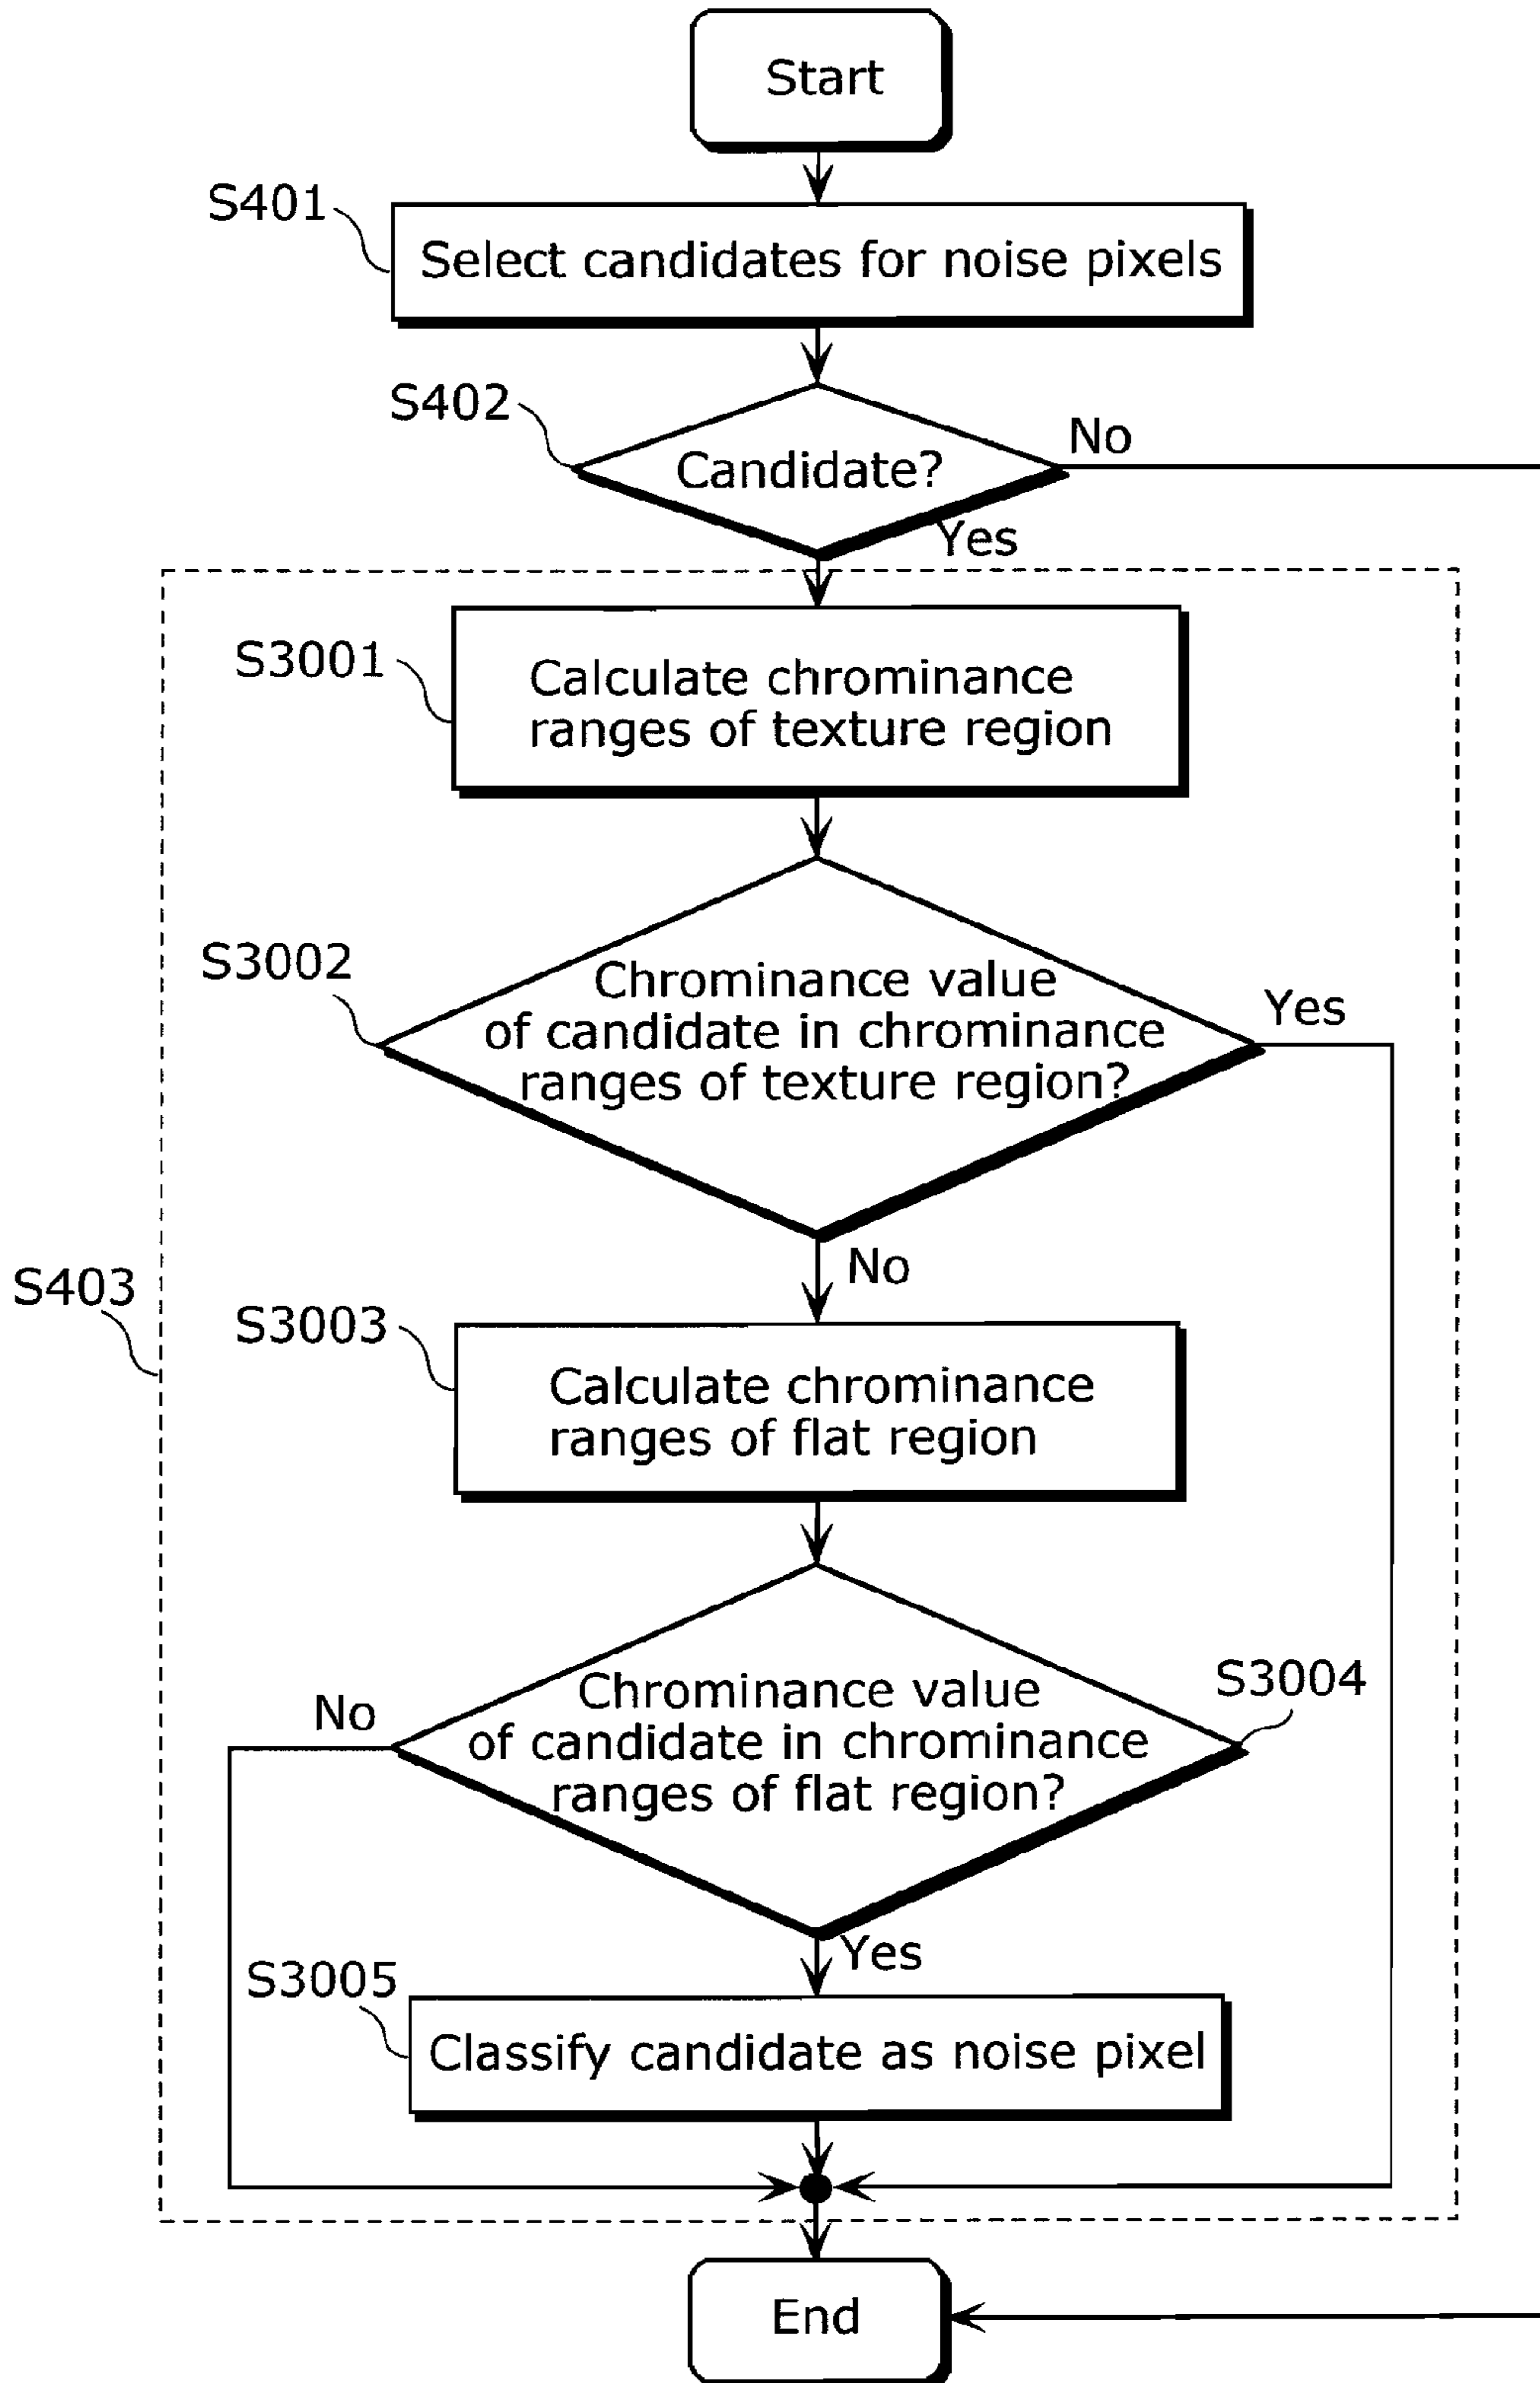 Start
S401
Select candidates for noise pixels
S402
Candidate?
No
Yes
S3001
Calculate chrominance
ranges of texture region
S3002
Chrominance value
of candidate in chrominance
ranges of texture region?
Yes
No
S403
S3003
Calculate chrominance
ranges of flat region
S3004
Chrominance value
of candidate in chrominance
ranges of flat region?
No
Yes
S3005
Classify candidate as noise pixel
End